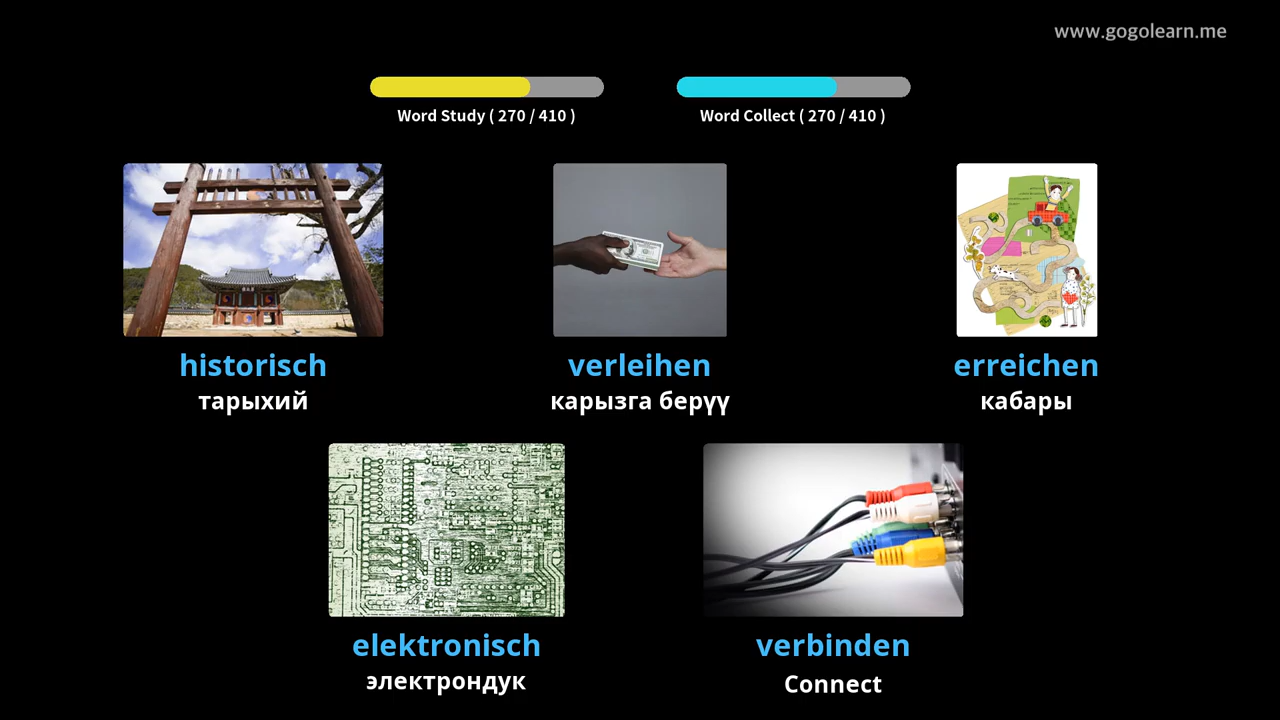 www.gogolearn.me
Word Study ( 270 / 410 )
Word Collect ( 270 / 410 )
historisch
тарыхий
verleihen
карызга берүү
erreichen
кабары
elektronisch
электрондук
verbinden
Connect